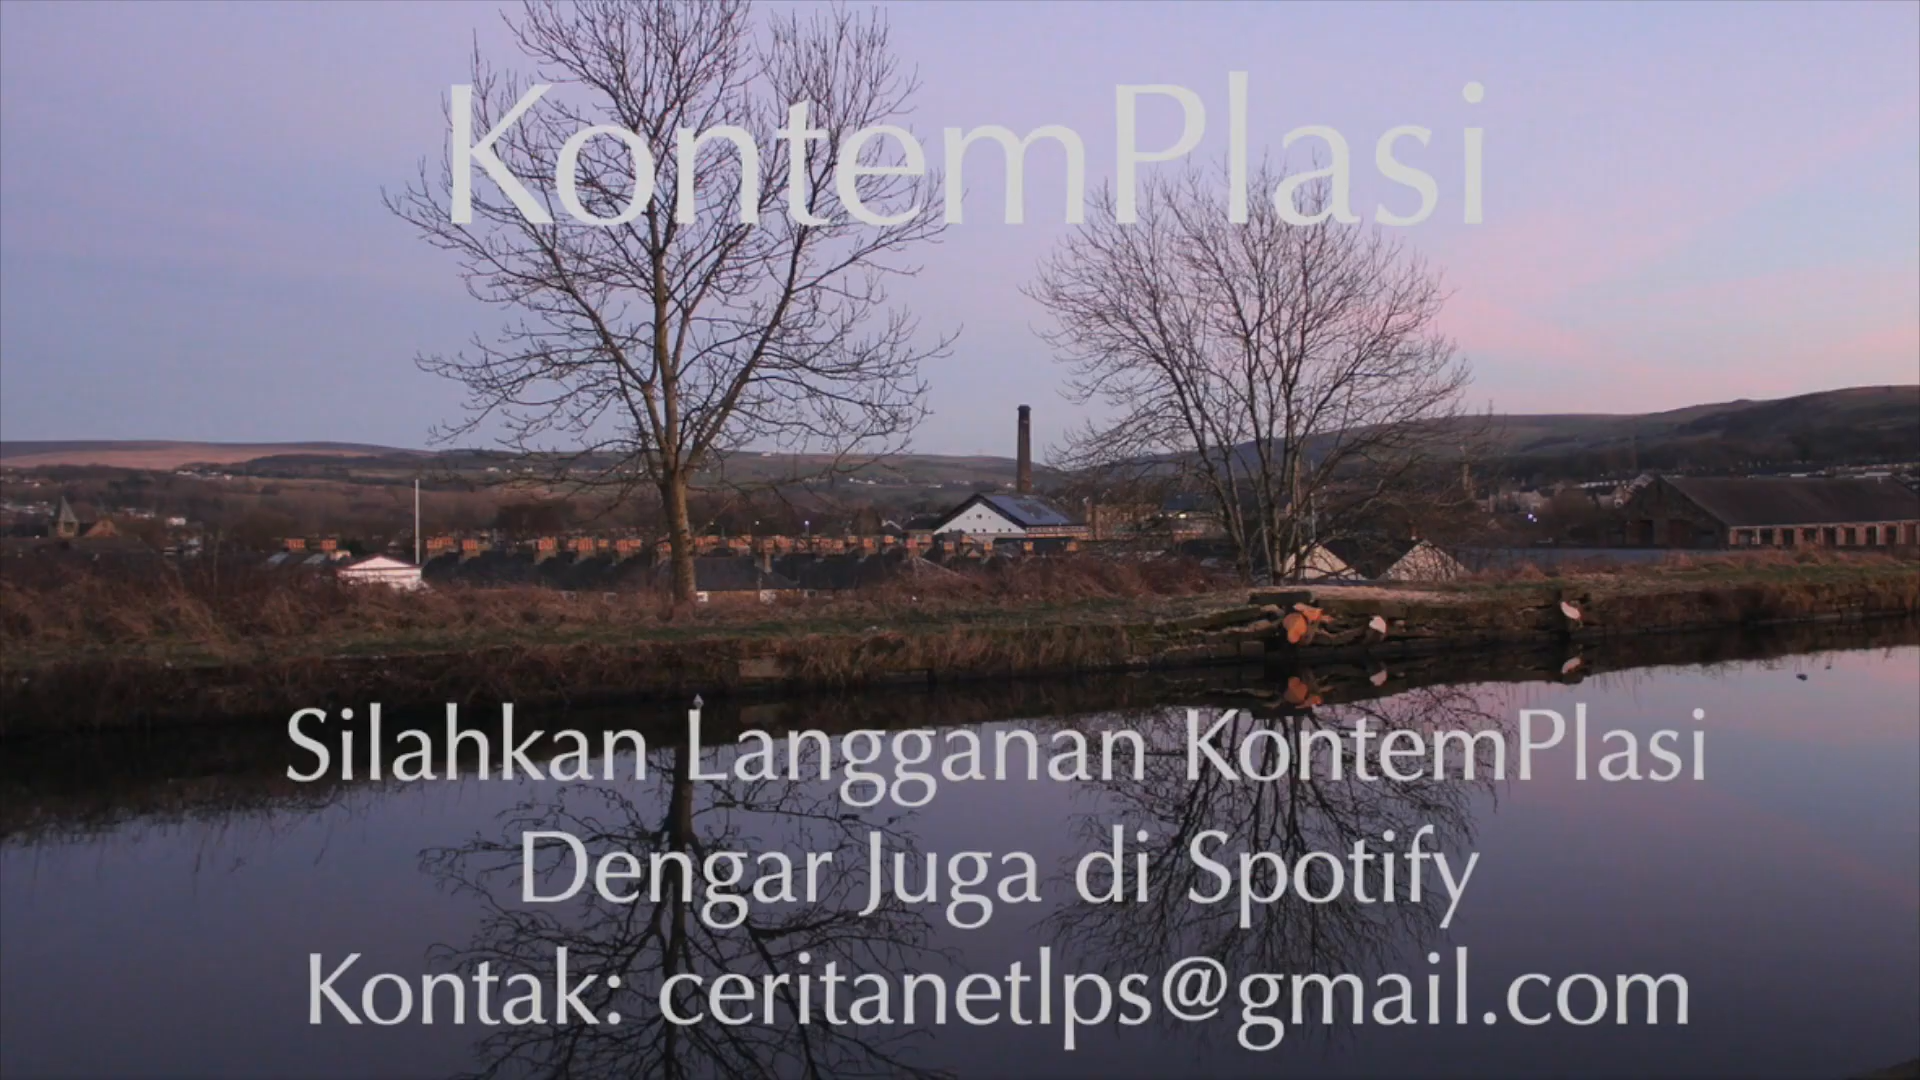 KontemPlasi
Silahkan Langganan KontemPlasi
Dengar Juga di Spotify
Kontak: ceritanetlps@gmail.com